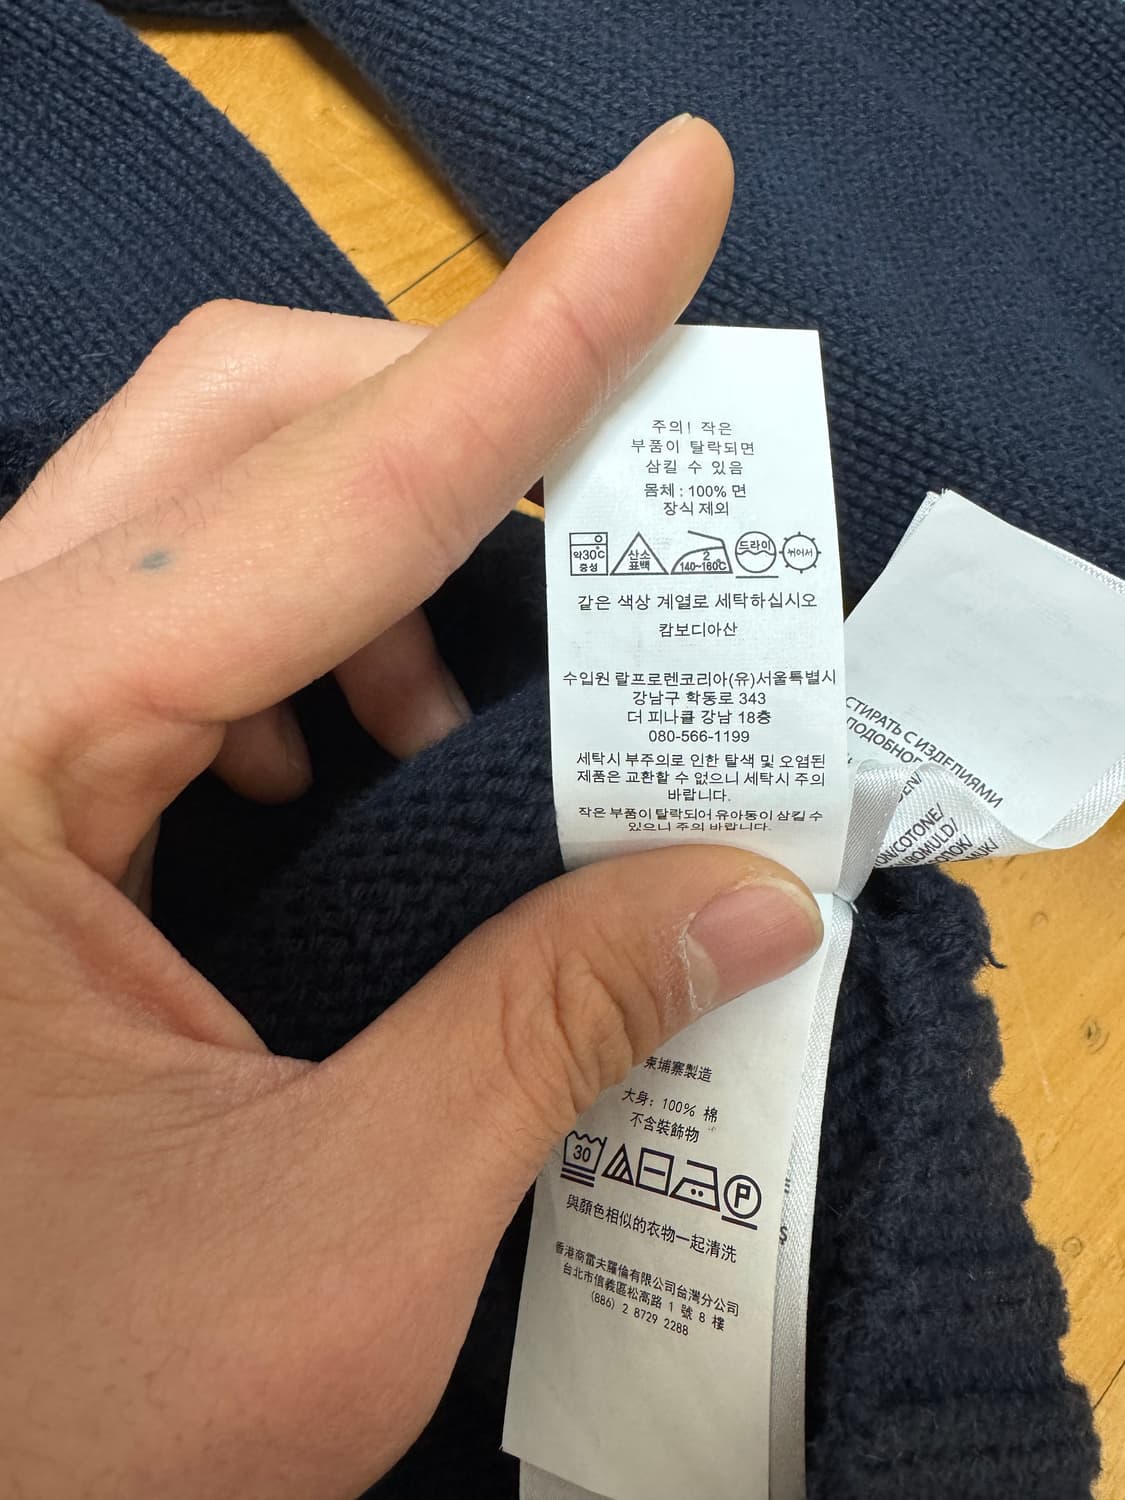 주의! 작은
부품이 탈락되면
삼킬 수 있음
몸체 : 100% 면
장식 제외
약30℃
중성
산소
표백
2
140~160℃
드라이
뉘어서
같은 색상 계열로 세탁하십시오
캄보디아산
수입원 랄프로렌코리아(유)서울특별시
강남구 학동로 343
더 피나클 강남 18층
080-566-1199
세탁시 부주의로 인한 탈색 및 오염된
제품은 교환할 수 없으니 세탁시 주의
바랍니다.
작은 부품이 탈락되어 유아동이 삼킬 수
있으니 주의 바랍니다.
СТИРАТЬ С ИЗДЕЛИЯМИ
ПОДОБНОГ
/COTONE/
柬埔寨製造
大身: 100% 棉
不含裝飾物
30
P
與顏色相似的衣物一起清洗
香港商雷夫羅倫有限公司台灣分公司
台北市信義區松高路 1 號 8 樓
(886) 2 8729 2288